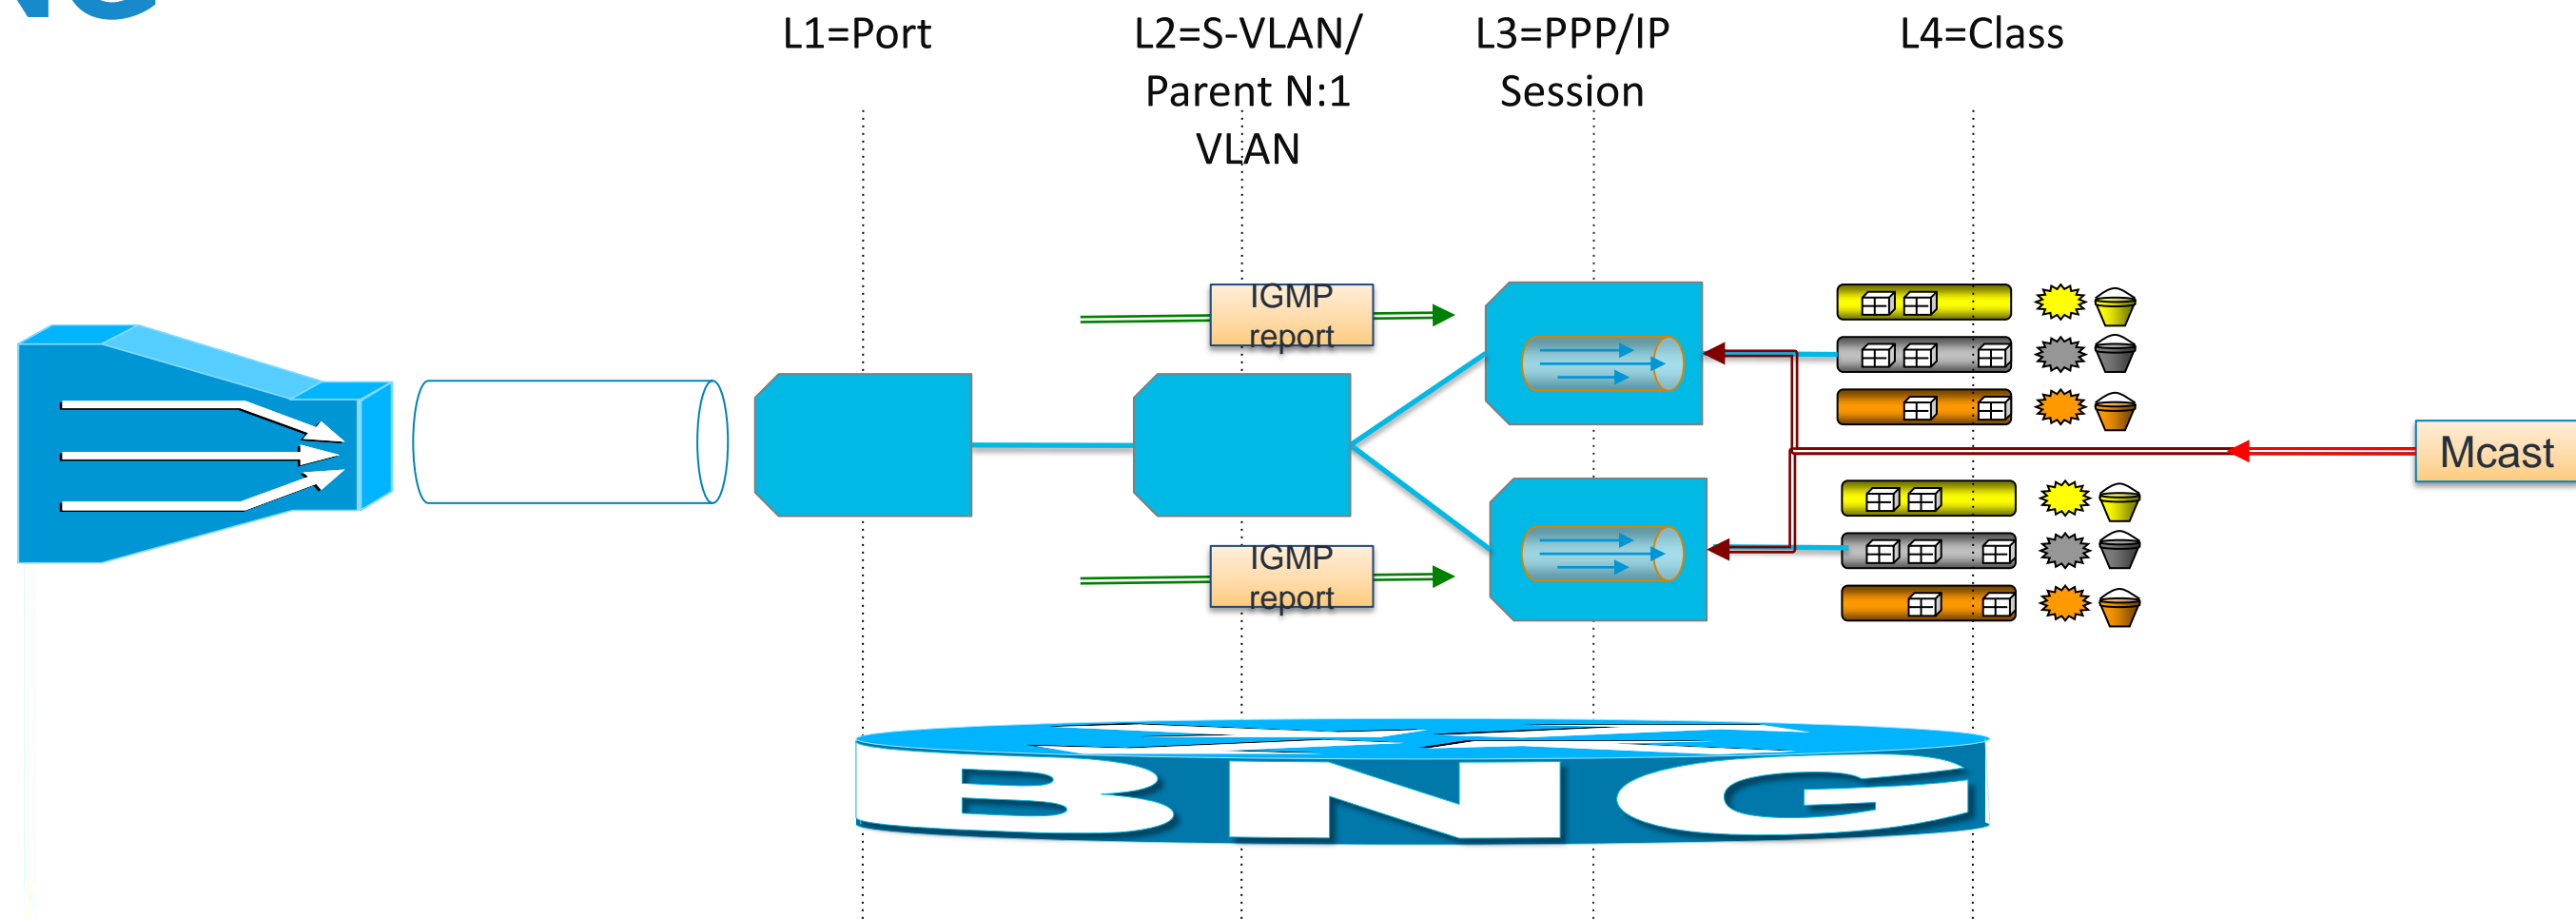 L1=Port
L2=S-VLAN/
Parent N:1
VLAN
L3=PPP/IP
Session
L4=Class
IGMP
report
Mcast
IGMP
report
BNG